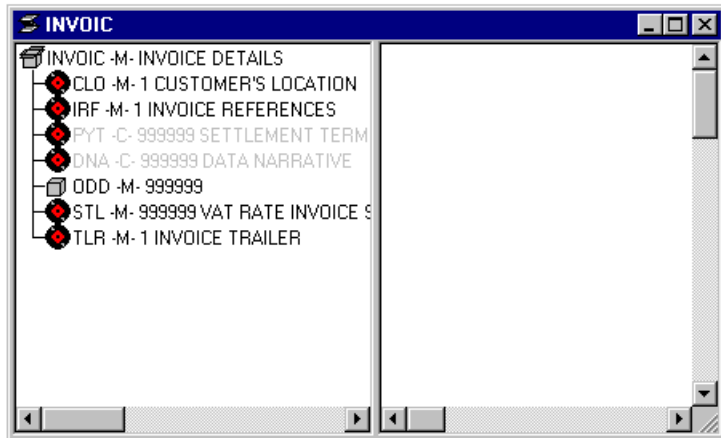 INVOIC
INVOIC -M- INVOICE DETAILS
CLO -M- 1 CUSTOMER'S LOCATION
IRF -M- 1 INVOICE REFERENCES
PYT -C- 999999 SETTLEMENT TERM
DNA -C- 999999 DATA NARRATIVE
ODD -M- 999999
STL -M- 999999 VAT RATE INVOICE S
TLR -M- 1 INVOICE TRAILER